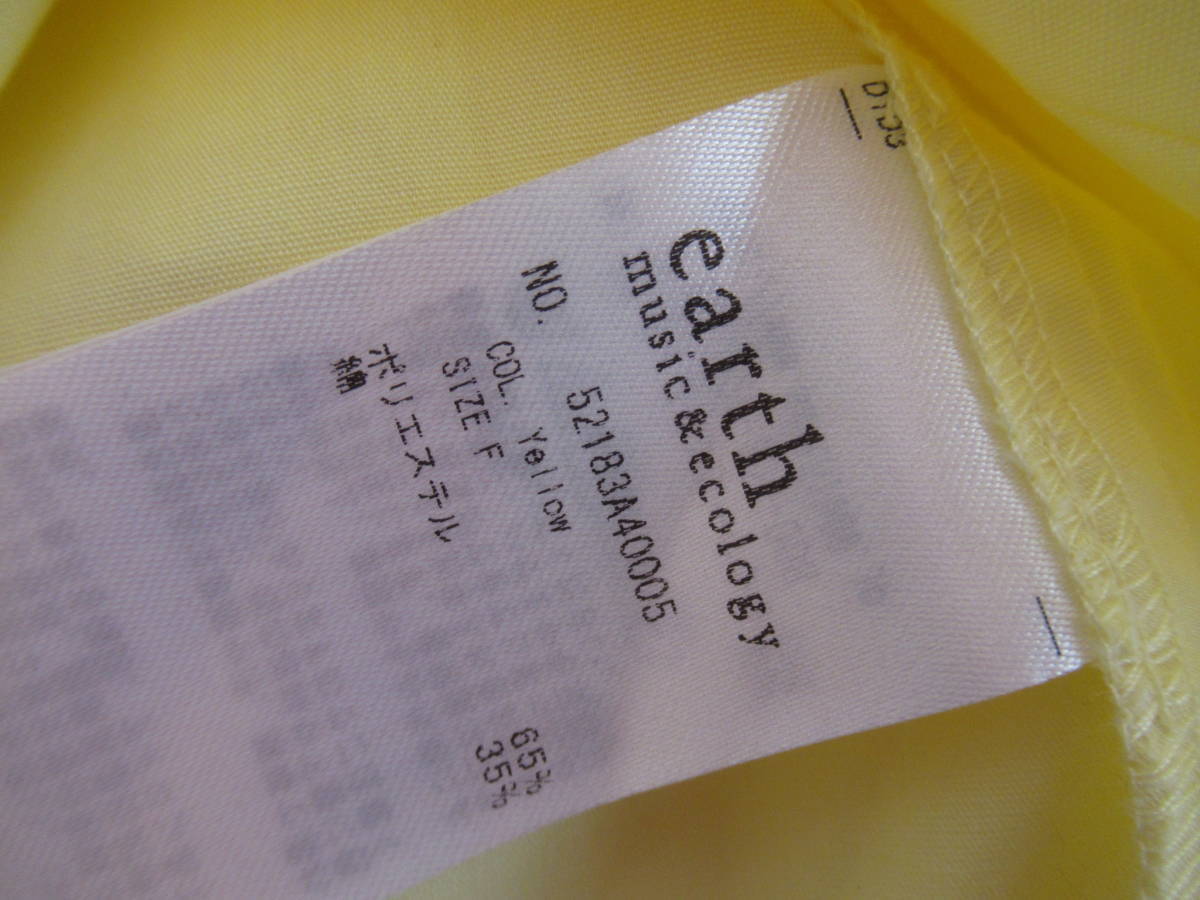 earth
music&ecology
NO. 52183A40005
COL. Yellow
SIZE F
ポリエステル 65%
綿 35%